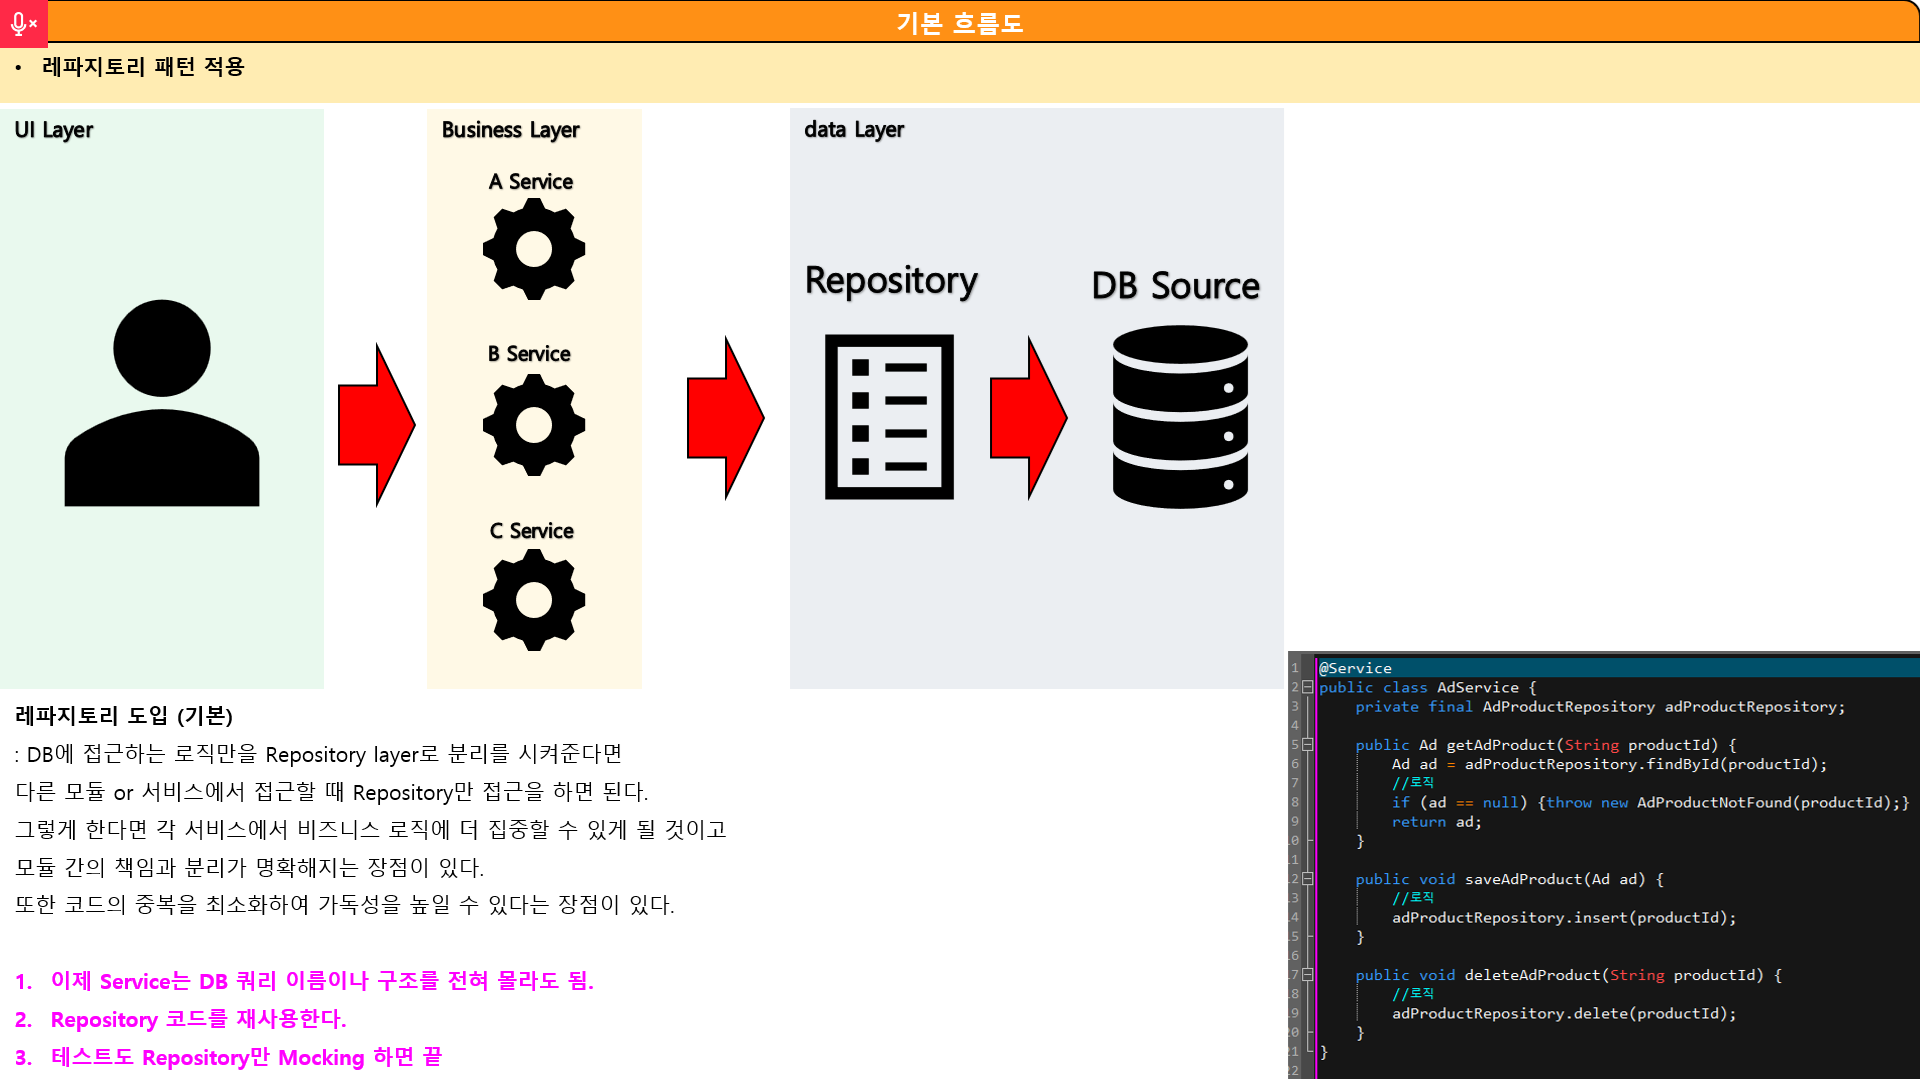 기본 흐름도
• 레파지토리 패턴 적용
UI Layer
Business Layer
A Service
B Service
C Service
data Layer
Repository
DB Source
레파지토리 도입 (기본)
: DB에 접근하는 로직만을 Repository layer로 분리를 시켜준다면
다른 모듈 or 서비스에서 접근할 때 Repository만 접근을 하면 된다.
그렇게 한다면 각 서비스에서 비즈니스 로직에 더 집중할 수 있게 될 것이고
모듈 간의 책임과 분리가 명확해지는 장점이 있다.
또한 코드의 중복을 최소화하여 가독성을 높일 수 있다는 장점이 있다.
1. 이제 Service는 DB 쿼리 이름이나 구조를 전혀 몰라도 됨.
2. Repository 코드를 재사용한다.
3. 테스트도 Repository만 Mocking 하면 끝
1 @Service
2 public class AdService {
3 private final AdProductRepository adProductRepository;
4
5 public Ad getAdProduct(String productId) {
6 Ad ad = adProductRepository.findById(productId);
7 //로직
8 if (ad == null) {throw new AdProductNotFound(productId);}
9 return ad;
10 }
11
12 public void saveAdProduct(Ad ad) {
13 //로직
14 adProductRepository.insert(productId);
15 }
16
17 public void deleteAdProduct(String productId) {
18 //로직
19 adProductRepository.delete(productId);
20 }
21 }
22